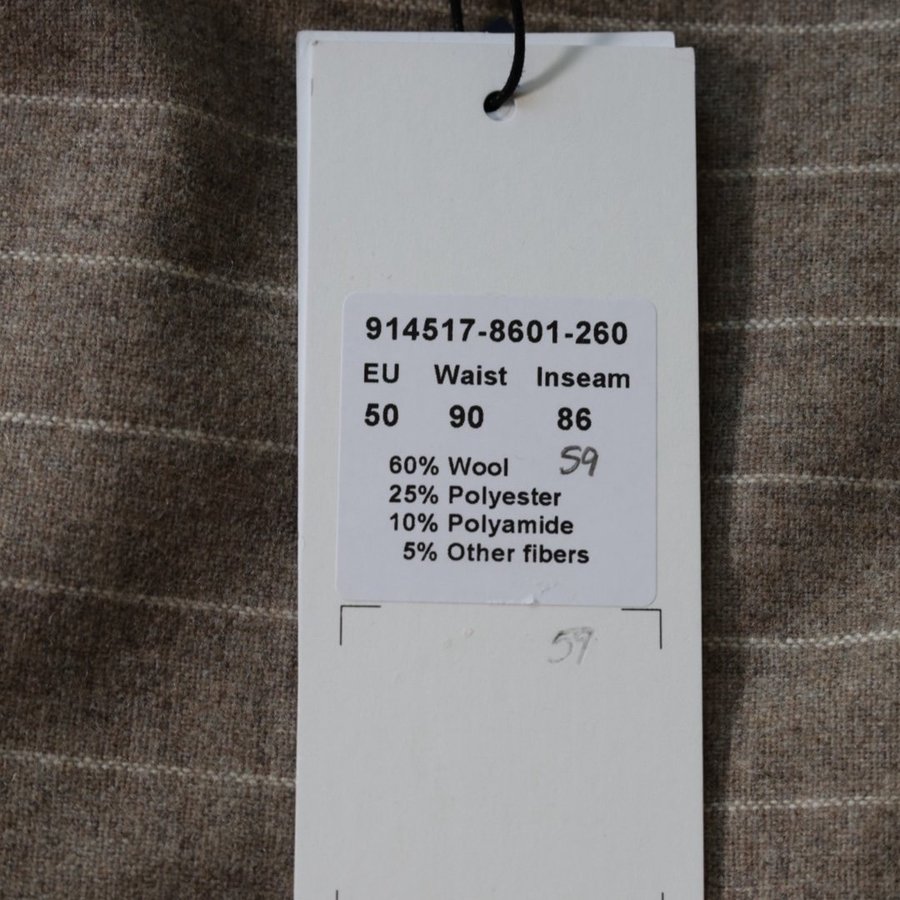 914517-8601-260
EU Waist Inseam
50 90 86
60% Wool 59
25% Polyester
10% Polyamide
5% Other fibers
59